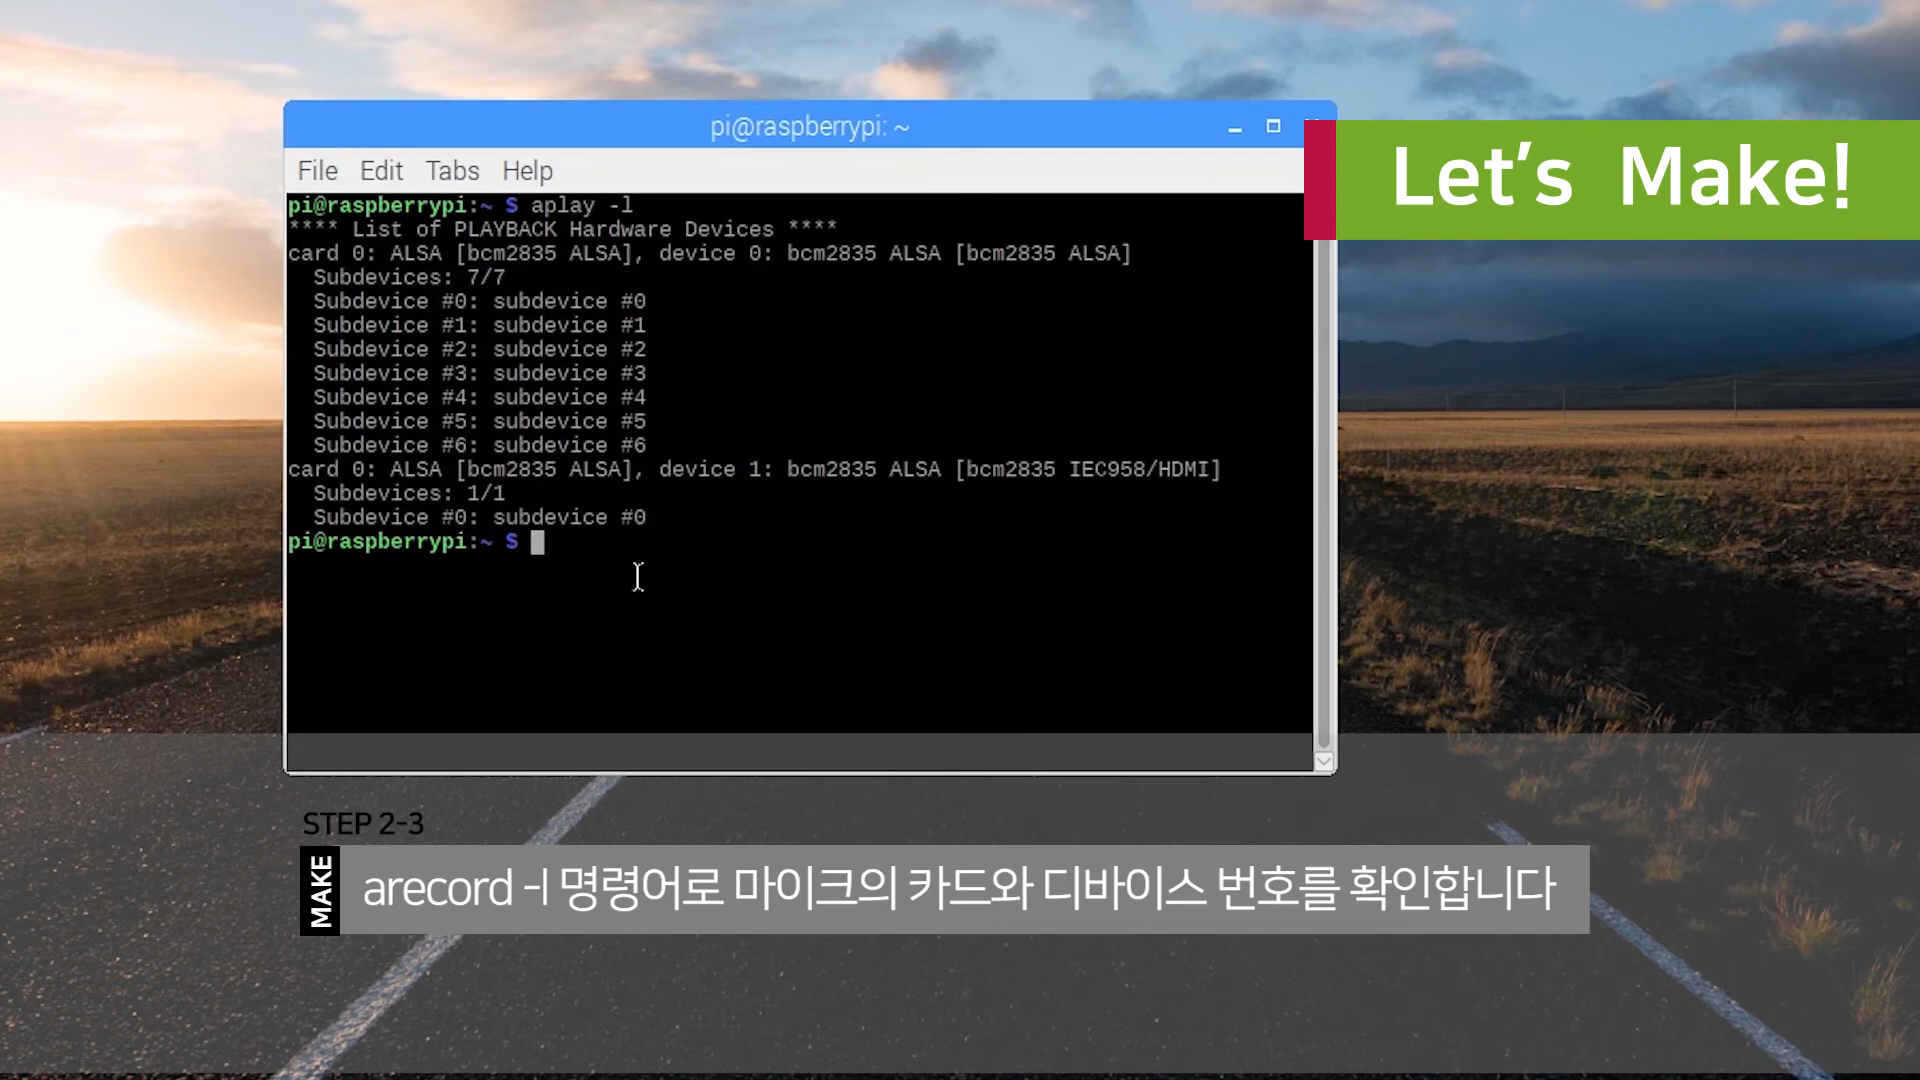 pi@raspberrypi: ~
Let's Make!
File Edit Tabs Help
pi@raspberrypi:~ $ aplay -l
**** List of PLAYBACK Hardware Devices ****
card 0: ALSA [bcm2835 ALSA], device 0: bcm2835 ALSA [bcm2835 ALSA]
Subdevices: 7/7
Subdevice #0: subdevice #0
Subdevice #1: subdevice #1
Subdevice #2: subdevice #2
Subdevice #3: subdevice #3
Subdevice #4: subdevice #4
Subdevice #5: subdevice #5
Subdevice #6: subdevice #6
card 0: ALSA [bcm2835 ALSA], device 1: bcm2835 ALSA [bcm2835 IEC958/HDMI]
Subdevices: 1/1
Subdevice #0: subdevice #0
pi@raspberrypi:~ $
STEP 2-3
MAKE
arecord -l 명령어로 마이크의 카드와 디바이스 번호를 확인합니다